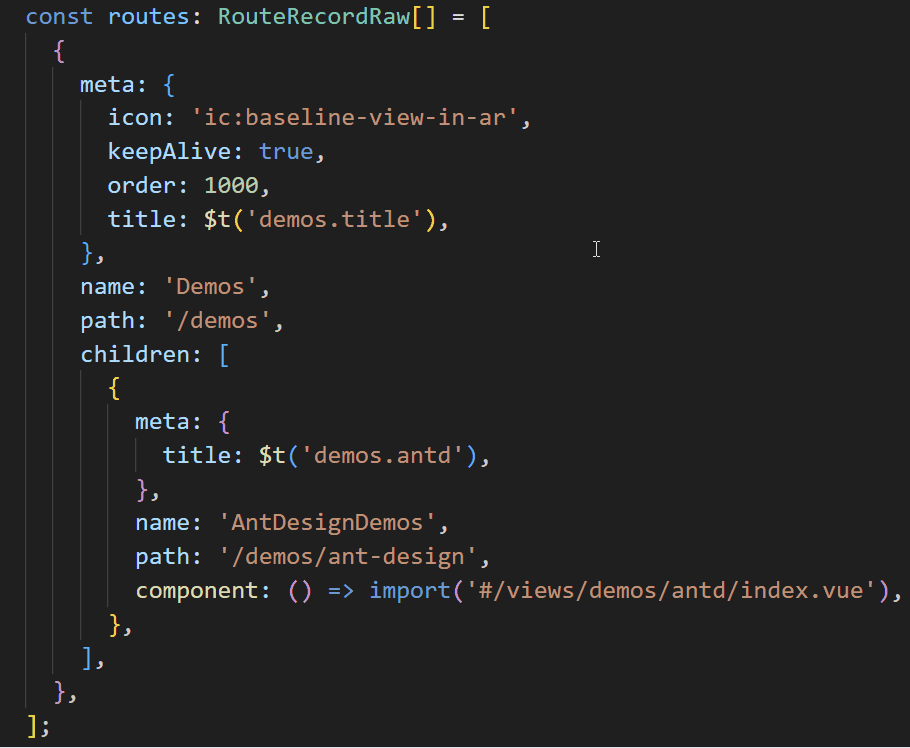 const routes: RouteRecordRaw[] = [
  {
    meta: {
      icon: 'ic:baseline-view-in-ar',
      keepAlive: true,
      order: 1000,
      title: $t('demos.title'),
    },
    name: 'Demos',
    path: '/demos',
    children: [
      {
        meta: {
          title: $t('demos.antd'),
        },
        name: 'AntDesignDemos',
        path: '/demos/ant-design',
        component: () => import('#/views/demos/antd/index.vue'),
      },
    ],
  },
];